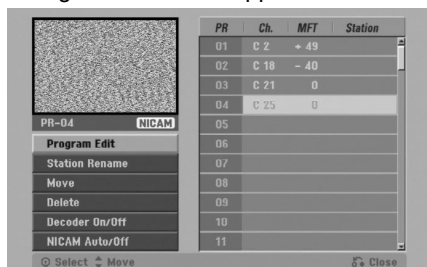 PR Ch. MFT Station
01 C 2 + 49
02 C 18 - 40
03 C 21 0
04 C 25 0
05
06
07
08
09
10
11
PR-04 NICAM
Program Edit
Station Rename
Move
Delete
Decoder On/Off
NICAM Auto/Off
Select Move Close